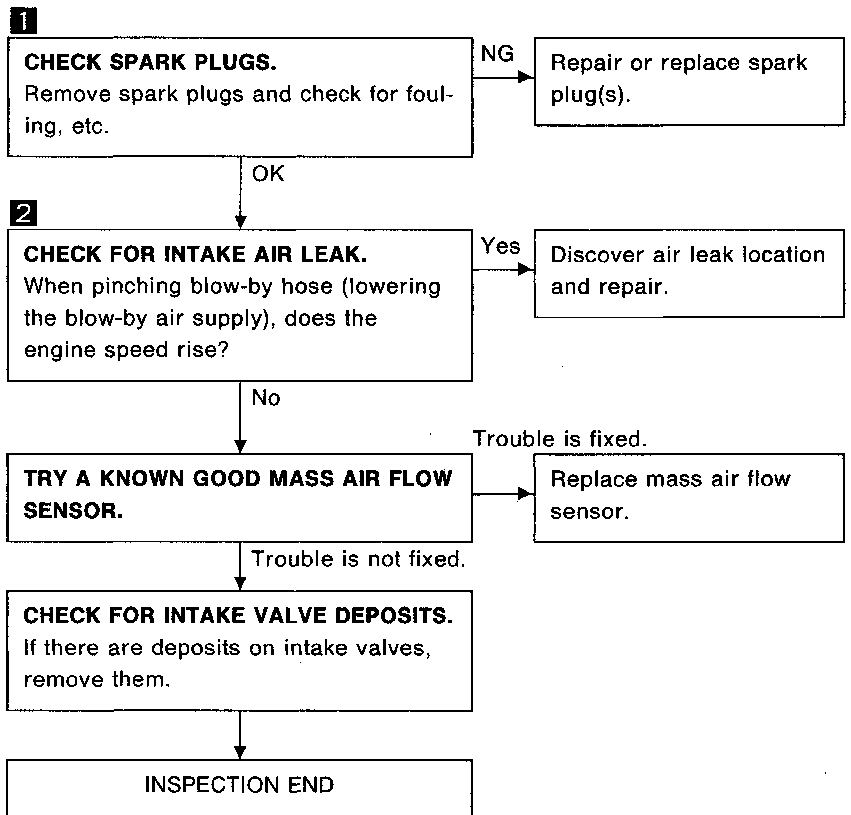 1
CHECK SPARK PLUGS.
Remove spark plugs and check for foul-
ing, etc.
NG
Repair or replace spark
plug(s).
OK
2
CHECK FOR INTAKE AIR LEAK.
When pinching blow-by hose (lowering
the blow-by air supply), does the
engine speed rise?
Yes
Discover air leak location
and repair.
No
TRY A KNOWN GOOD MASS AIR FLOW
SENSOR.
Trouble is fixed.
Replace mass air flow
sensor.
Trouble is not fixed.
CHECK FOR INTAKE VALVE DEPOSITS.
If there are deposits on intake valves,
remove them.
INSPECTION END